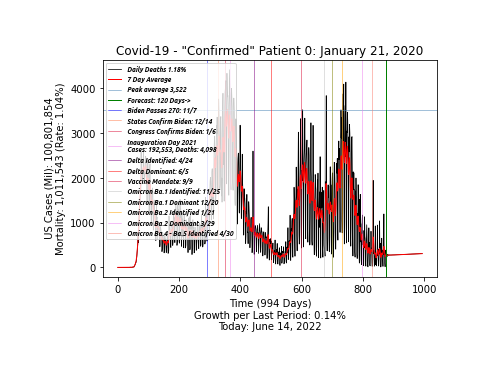 Covid-19 - "Confirmed" Patient 0: January 21, 2020
US Cases (Mil): 100,801,854
Mortality: 1,011,543 (Rate: 1.04%)
4000
3000
2000
1000
0
Daily Deaths 1.18%
7 Day Average
Peak average 3,522
Forecast: 120 Days->
Biden Passes 270: 11/7
States Confirm Biden: 12/14
Congress Confirms Biden: 1/6
Inauguration Day 2021
Cases: 192,553, Deaths: 4,098
Delta Identified: 4/24
Delta Dominant: 6/5
Vaccine Mandate: 9/9
Omicron Ba.1 Identified: 11/25
Omicron Ba.1 Dominant 12/20
Omicron Ba.2 Identified 1/21
Omicron Ba.2 Dominant: 3/29
Omicron Ba.4 - Ba.5 Identified 4/30
0
200
400
600
800
1000
Time (994 Days)
Growth per Last Period: 0.14%
Today: June 14, 2022